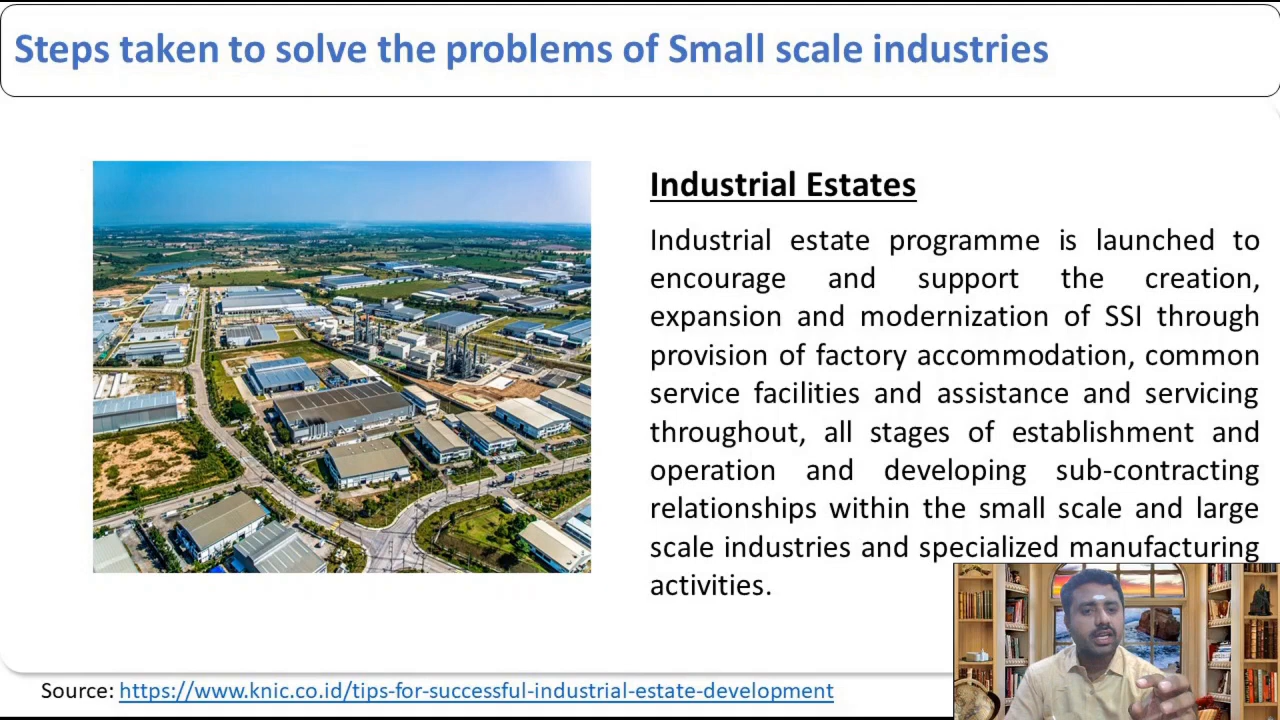 Steps taken to solve the problems of Small scale industries
Industrial Estates
Industrial estate programme is launched to
encourage and support the creation,
expansion and modernization of SSI through
provision of factory accommodation, common
service facilities and assistance and servicing
throughout, all stages of establishment and
operation and developing sub-contracting
relationships within the small scale and large
scale industries and specialized manufacturing
activities.
Source: https://www.knic.co.id/tips-for-successful-industrial-estate-development